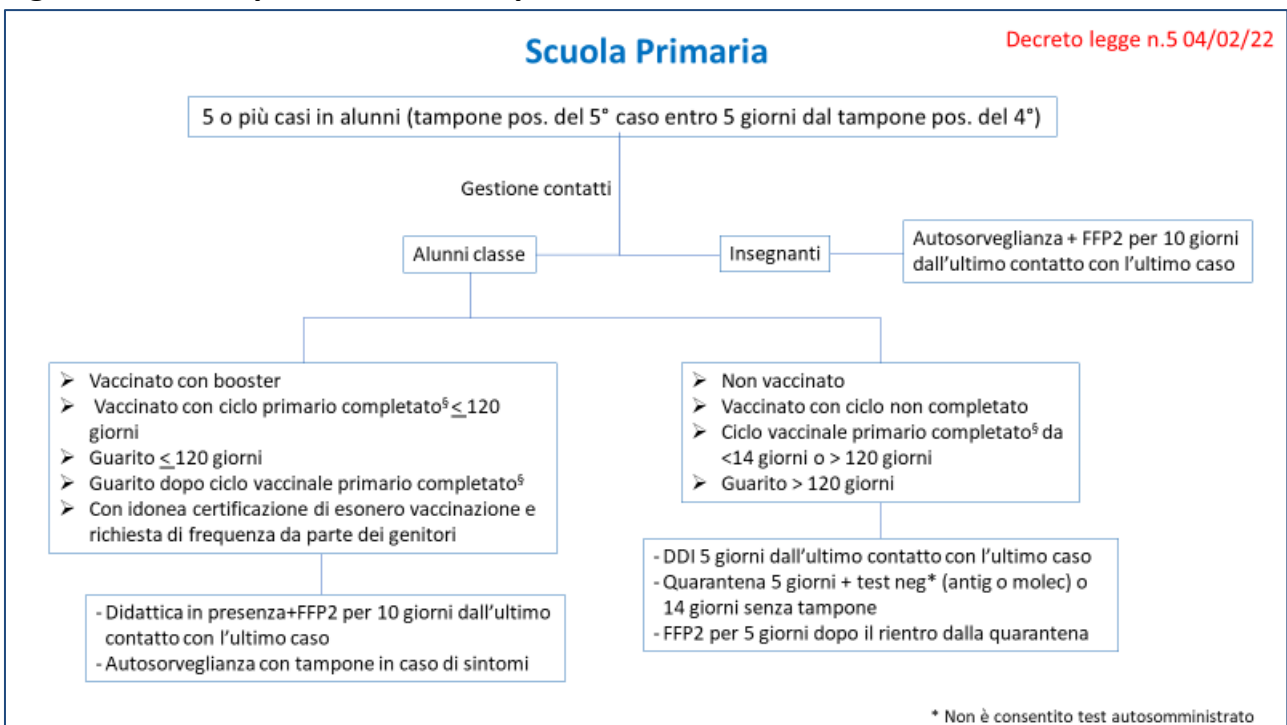 Scuola Primaria
Decreto legge n.5 04/02/22
5 o più casi in alunni (tampone pos. del 5° caso entro 5 giorni dal tampone pos. del 4°)
Gestione contatti
Alunni classe
Insegnanti
Autosorveglianza + FFP2 per 10 giorni
dall'ultimo contatto con l'ultimo caso
➤ Vaccinato con booster
➤ Vaccinato con ciclo primario completato§ ≤120
giorni
➤ Guarito ≤120 giorni
➤ Guarito dopo ciclo vaccinale primario completato§
➤ Con idonea certificazione di esonero vaccinazione e
richiesta di frequenza da parte dei genitori
➤ Non vaccinato
➤ Vaccinato con ciclo non completato
➤ Ciclo vaccinale primario completato§ da
<14 giorni o > 120 giorni
➤ Guarito > 120 giorni
- Didattica in presenza+FFP2 per 10 giorni dall'ultimo
contatto con l'ultimo caso
- Autosorveglianza con tampone in caso di sintomi
- DDI 5 giorni dall'ultimo contatto con l'ultimo caso
- Quarantena 5 giorni + test neg* (antig o molec) o
14 giorni senza tampone
- FFP2 per 5 giorni dopo il rientro dalla quarantena
* Non è consentito test autosomministrato